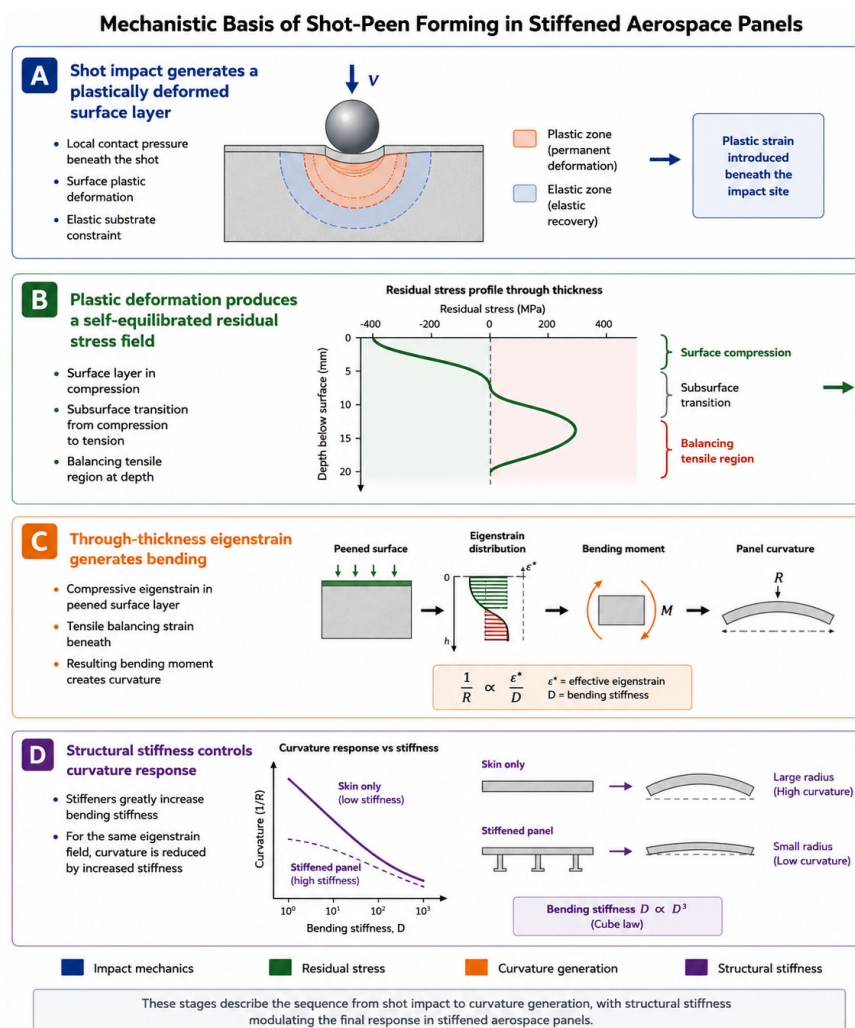 Mechanistic Basis of Shot-Peen Forming in Stiffened Aerospace Panels
A
Shot impact generates a
plastically deformed
surface layer
• Local contact pressure
beneath the shot
• Surface plastic
deformation
• Elastic substrate
constraint
V
Plastic zone
(permanent
deformation)
Elastic zone
(elastic
recovery)
Plastic strain
introduced
beneath the
impact site
B
Plastic deformation produces
a self-equilibrated residual
stress field
• Surface layer in
compression
• Subsurface transition
from compression
to tension
• Balancing tensile
region at depth
Residual stress profile through thickness
Residual stress (MPa)
-400 -200 0 200 400
Depth below surface (mm)
0
5
10
15
20
Surface compression
Subsurface
transition
Balancing
tensile region
C
Through-thickness eigenstrain
generates bending
• Compressive eigenstrain in
peened surface layer
• Tensile balancing strain
beneath
• Resulting bending moment
creates curvature
Peened surface
Eigenstrain
distribution
0
ε*
h
Bending moment
M
Panel curvature
R
1/R ∝ ε*/D
ε* = effective eigenstrain
D = bending stiffness
D
Structural stiffness controls
curvature response
• Stiffeners greatly increase
bending stiffness
• For the same eigenstrain
field, curvature is reduced
by increased stiffness
Curvature response vs stiffness
Curvature (1/R)
Skin only
(low stiffness)
Stiffened panel
(high stiffness)
10⁰ 10¹ 10² 10³
Bending stiffness, D
Skin only
Large radius
(High curvature)
Stiffened panel
Small radius
(Low curvature)
Bending stiffness D ∝ D³
(Cube law)
Impact mechanics
Residual stress
Curvature generation
Structural stiffness
These stages describe the sequence from shot impact to curvature generation, with structural stiffness
modulating the final response in stiffened aerospace panels.